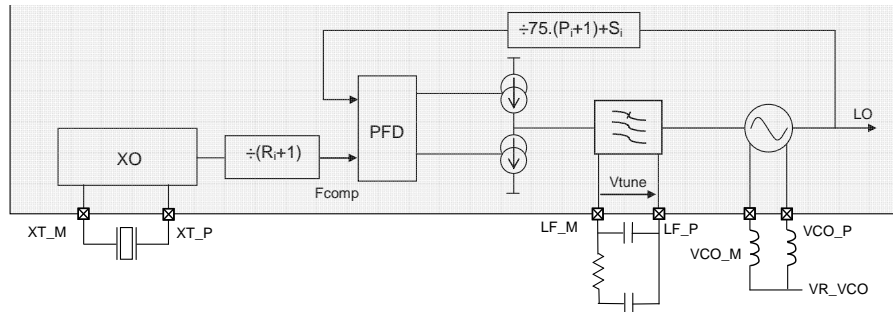 ÷75.(Pi+1)+Si
LO
PFD
XO
÷(Ri+1)
Fcomp
Vtune
XT_M
XT_P
LF_M
LF_P
VCO_M
VCO_P
VR_VCO